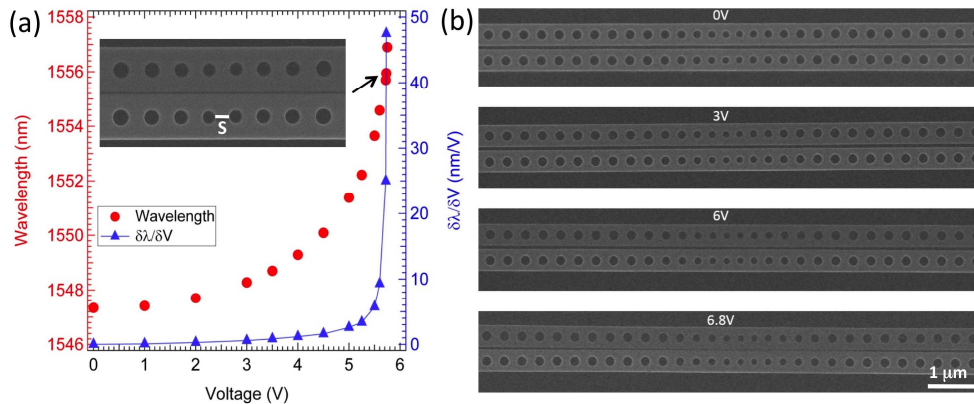 (a)
1558
1556
1554
1552
1550
1548
1546
Wavelength (nm)
S
Wavelength
δλ/δV
0
1
2
3
4
5
6
Voltage (V)
50
40
30
20
10
0
δλ/δV (nm/V)
(b)
0V
3V
6V
6.8V
1 μm